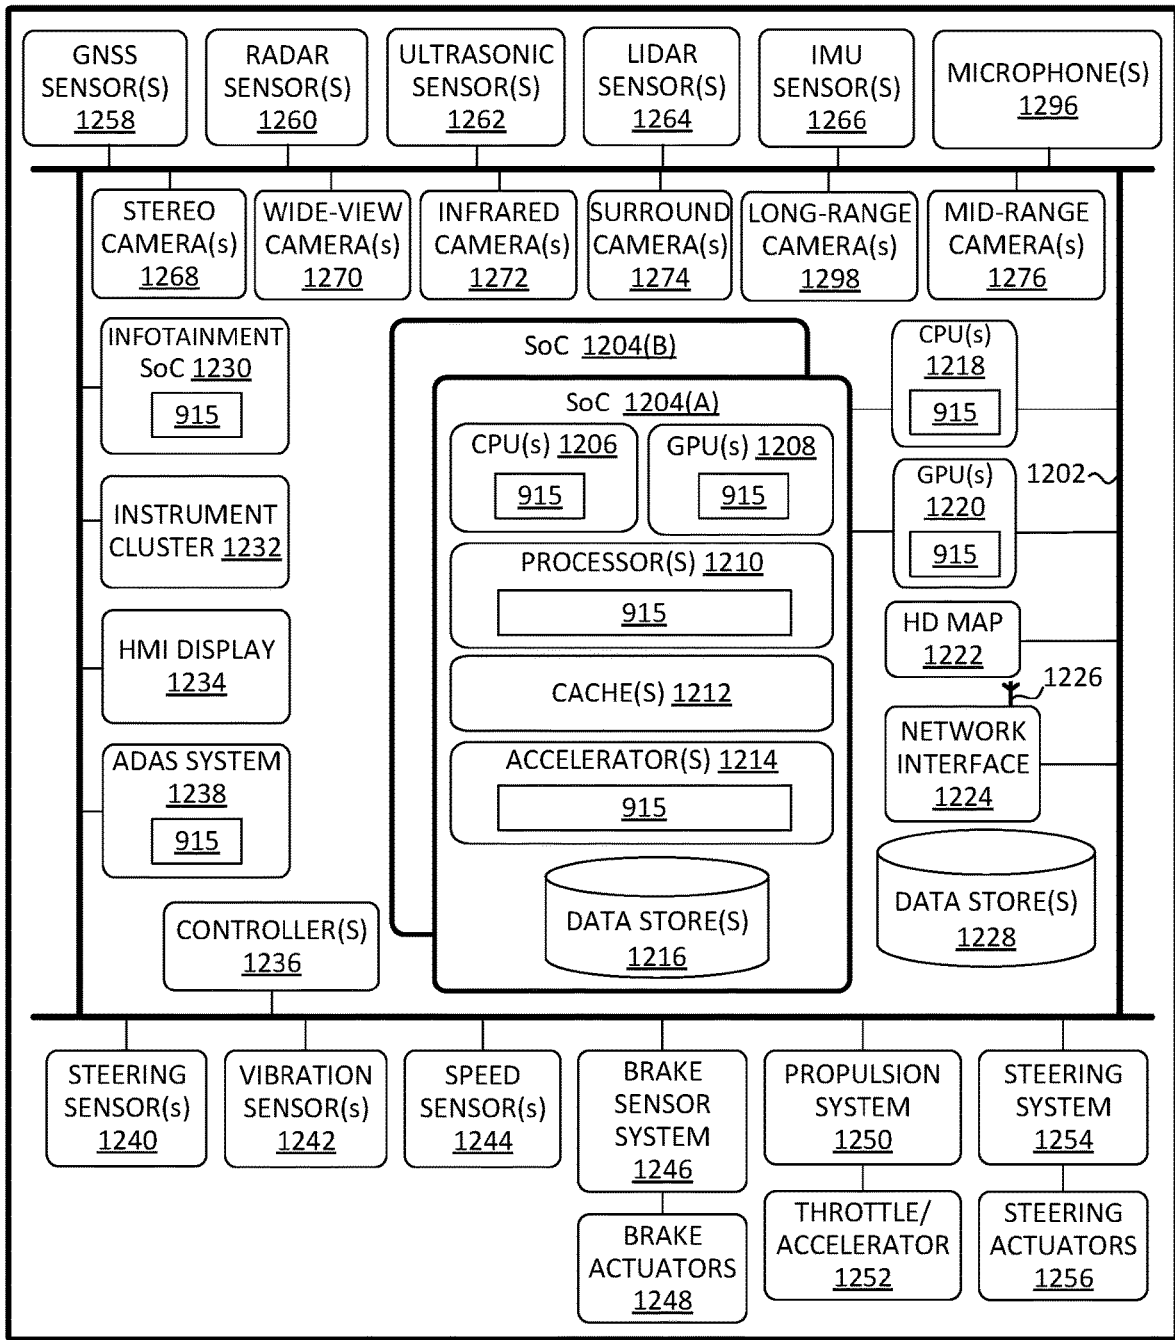 GNSS
SENSOR(S)
1258
RADAR
SENSOR(S)
1260
ULTRASONIC
SENSOR(S)
1262
LIDAR
SENSOR(S)
1264
IMU
SENSOR(S)
1266
MICROPHONE(S)
1296
STEREO
CAMERA(s)
1268
WIDE-VIEW
CAMERA(s)
1270
INFRARED
CAMERA(s)
1272
SURROUND
CAMERA(s)
1274
LONG-RANGE
CAMERA(s)
1298
MID-RANGE
CAMERA(s)
1276
INFOTAINMENT
SoC 1230
915
INSTRUMENT
CLUSTER 1232
HMI DISPLAY
1234
ADAS SYSTEM
1238
915
CONTROLLER(S)
1236
SoC 1204(B)
SoC 1204(A)
CPU(s) 1206
915
GPU(s) 1208
915
PROCESSOR(S) 1210
915
CACHE(S) 1212
ACCELERATOR(S) 1214
915
DATA STORE(S)
1216
CPU(s)
1218
915
1202
GPU(s)
1220
915
HD MAP
1222
1226
NETWORK
INTERFACE
1224
DATA STORE(S)
1228
STEERING
SENSOR(s)
1240
VIBRATION
SENSOR(s)
1242
SPEED
SENSOR(s)
1244
BRAKE
SENSOR
SYSTEM
1246
PROPULSION
SYSTEM
1250
STEERING
SYSTEM
1254
BRAKE
ACTUATORS
1248
THROTTLE/
ACCELERATOR
1252
STEERING
ACTUATORS
1256